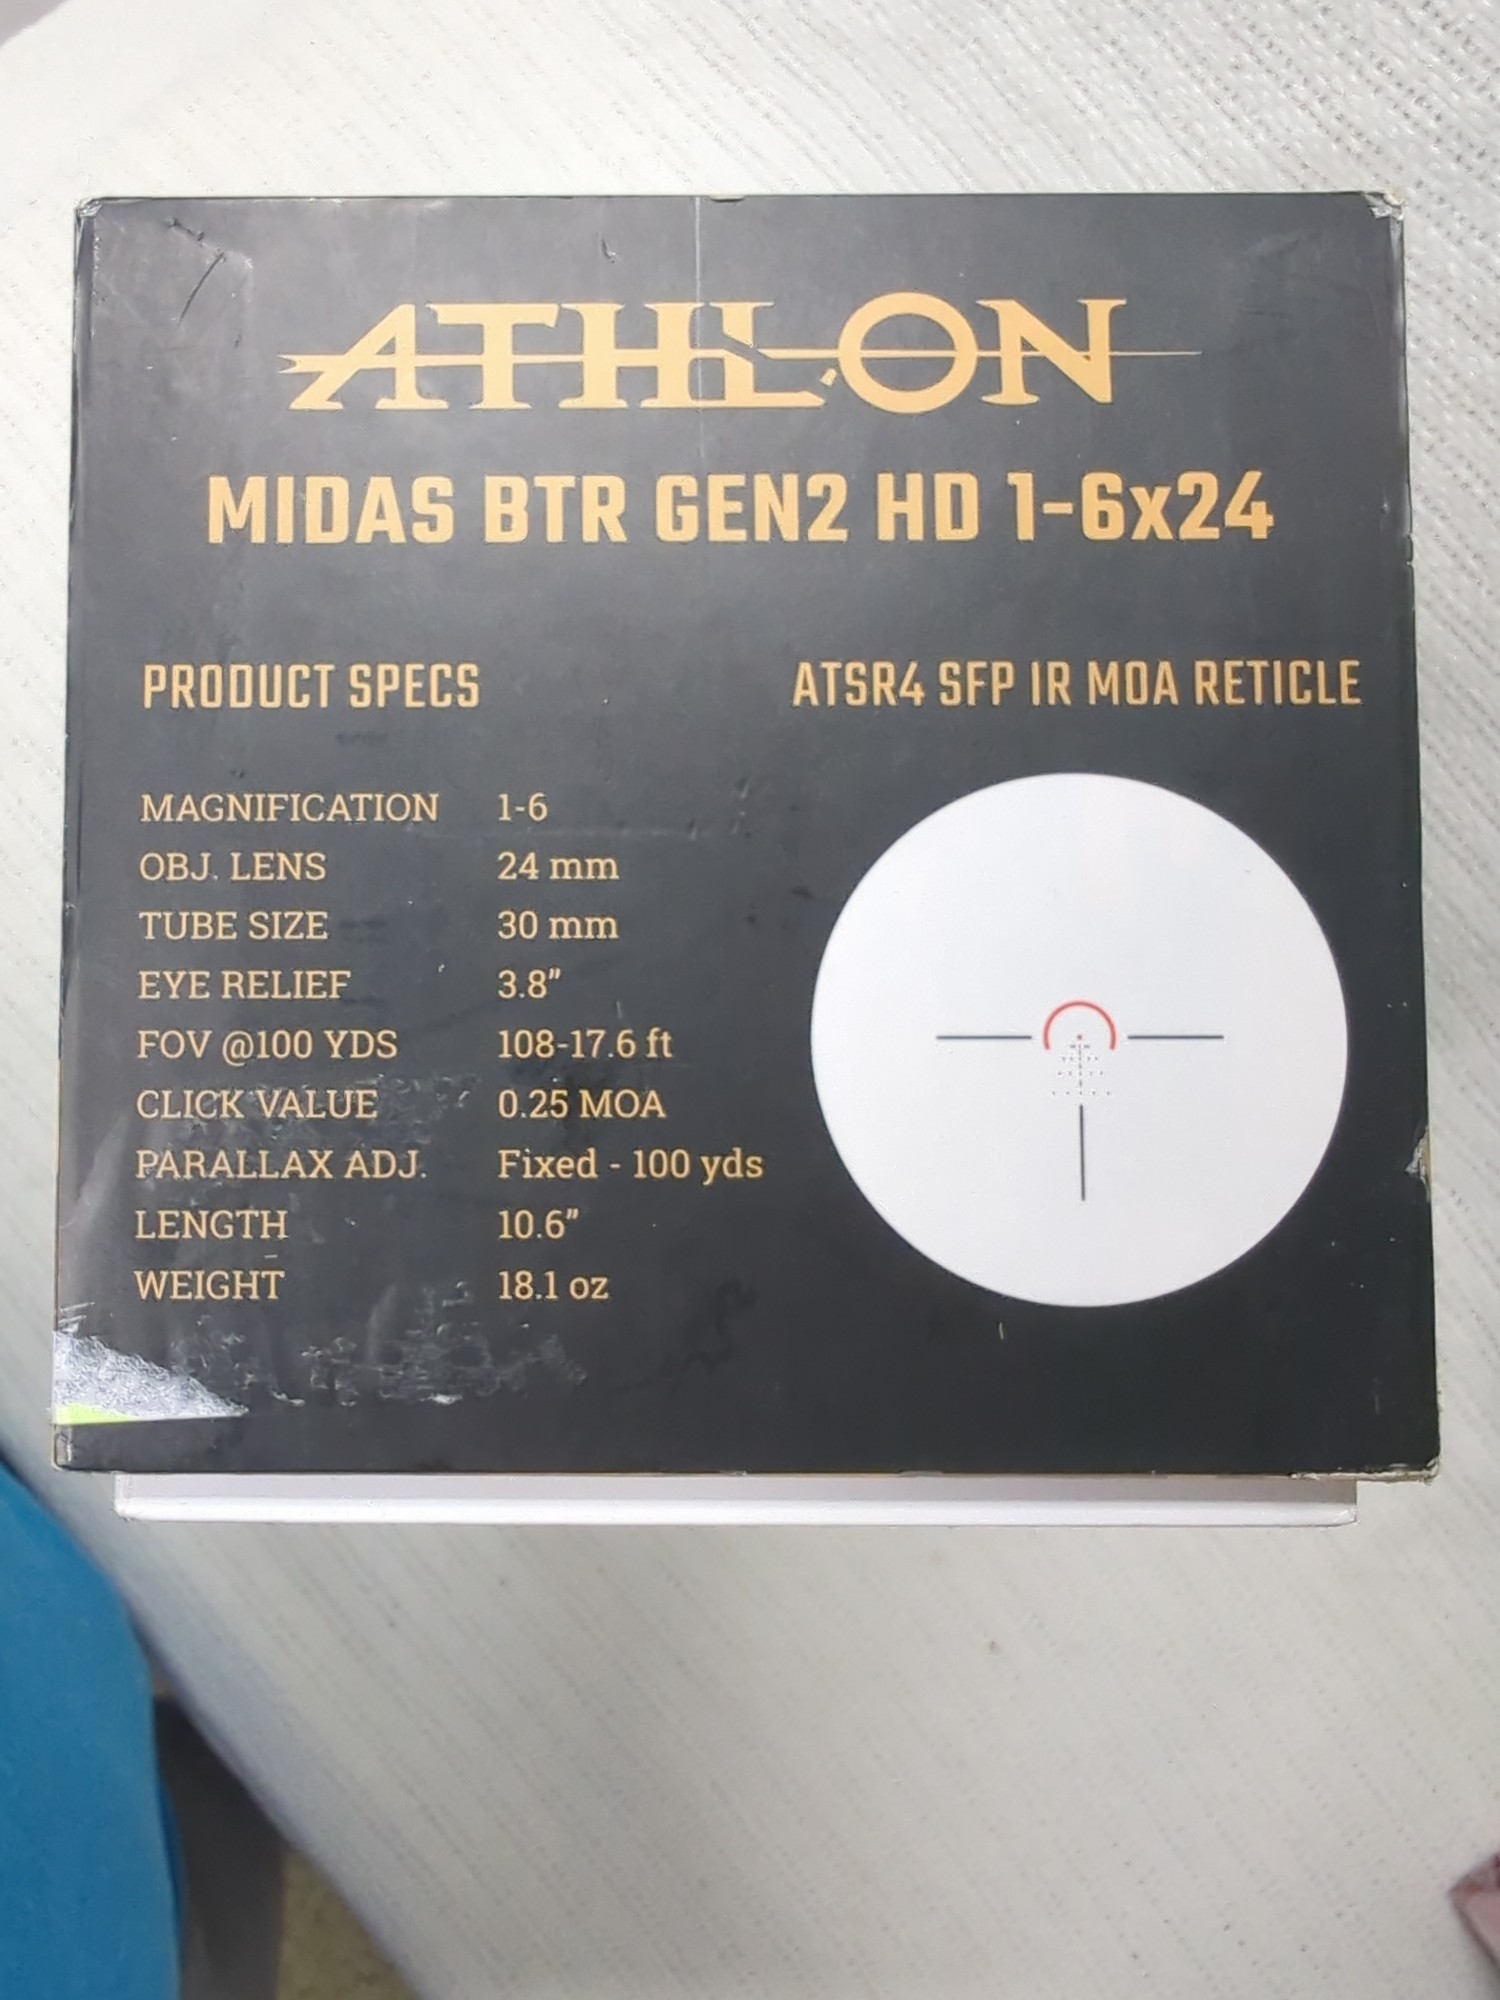 ATHLON
MIDAS BTR GEN2 HD 1-6x24
PRODUCT SPECS
MAGNIFICATION 1-6
OBJ. LENS 24 mm
TUBE SIZE 30 mm
EYE RELIEF 3.8"
FOV @100 YDS 108-17.6 ft
CLICK VALUE 0.25 MOA
PARALLAX ADJ. Fixed - 100 yds
LENGTH 10.6"
WEIGHT 18.1 oz
ATSR4 SFP IR MOA RETICLE